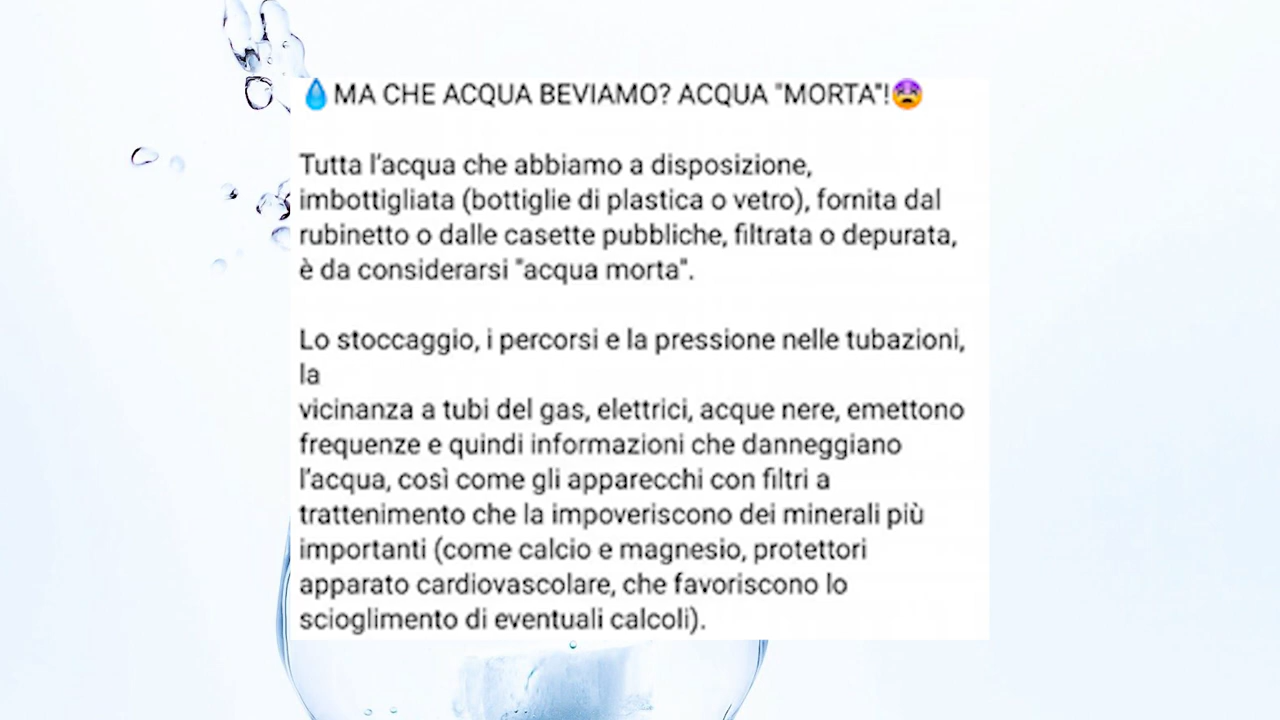 💧MA CHE ACQUA BEVIAMO? ACQUA "MORTA"!😨
Tutta l'acqua che abbiamo a disposizione,
imbottigliata (bottiglie di plastica o vetro), fornita dal
rubinetto o dalle casette pubbliche, filtrata o depurata,
è da considerarsi "acqua morta".
Lo stoccaggio, i percorsi e la pressione nelle tubazioni,
la
vicinanza a tubi del gas, elettrici, acque nere, emettono
frequenze e quindi informazioni che danneggiano
l'acqua, così come gli apparecchi con filtri a
trattenimento che la impoveriscono dei minerali più
importanti (come calcio e magnesio, protettori
apparato cardiovascolare, che favoriscono lo
scioglimento di eventuali calcoli).